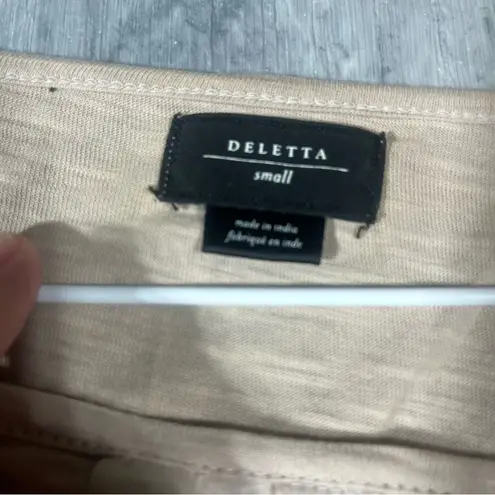 DELETTA
small
made in india
fabriqué en inde